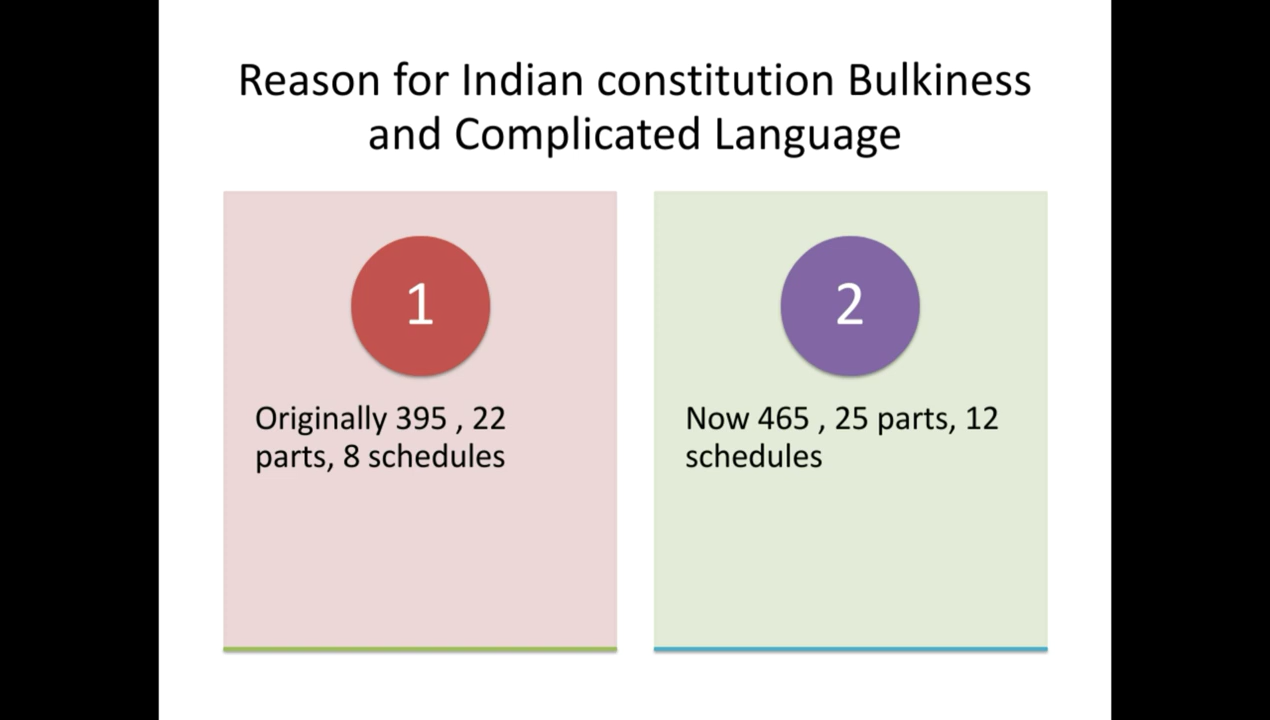 Reason for Indian constitution Bulkiness
and Complicated Language
1
Originally 395 , 22
parts, 8 schedules
2
Now 465 , 25 parts, 12
schedules